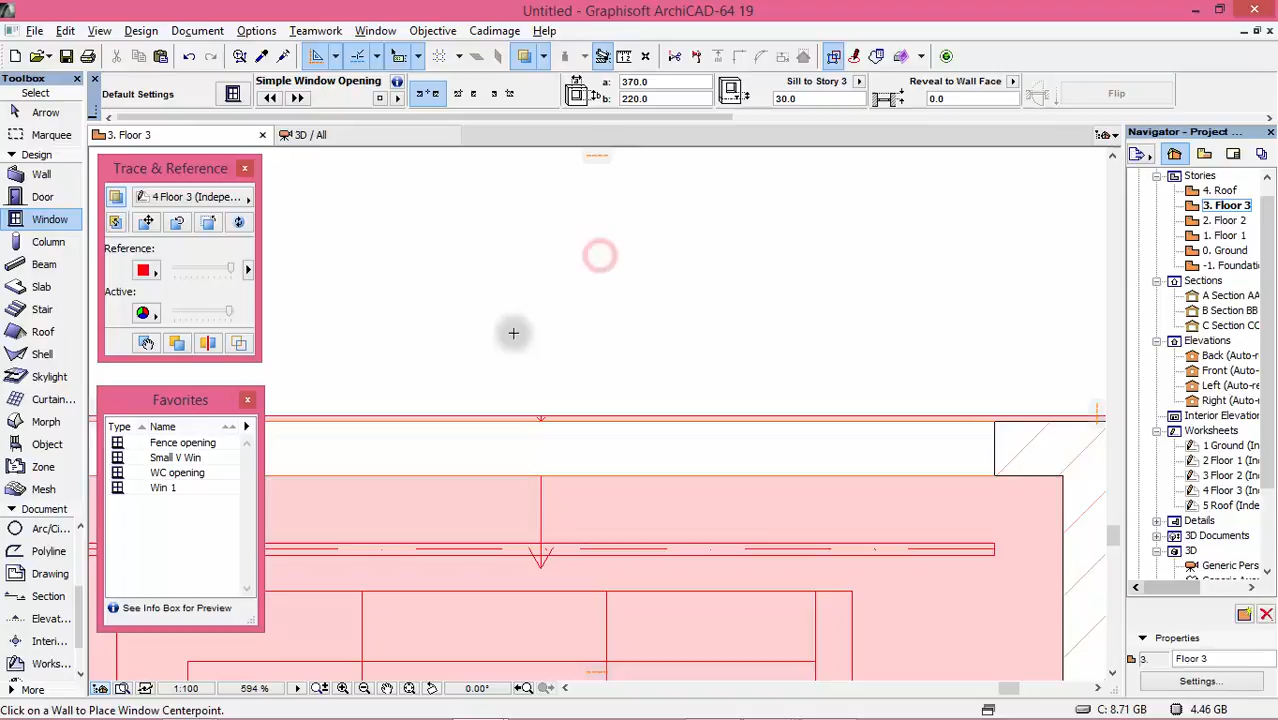 Untitled - Graphisoft ArchiCAD-64 19
File Edit View Design Document Options Teamwork Window Objective Cadimage Help
Toolbox
Select
Arrow
Marquee
Design
Wall
Door
Window
Column
Beam
Slab
Stair
Roof
Shell
Skylight
Curtain...
Morph
Object
Zone
Mesh
Document
Arc/Ci...
Polyline
Drawing
Section
Elevat...
Interi...
Works...
More
Default Settings
Simple Window Opening
a: 370.0
b: 220.0
Sill to Story 3
30.0
Reveal to Wall Face
0.0
Flip
3. Floor 3
3D / All
Trace & Reference
4 Floor 3 (Indepe...
Reference:
Active:
Favorites
Type Name
Fence opening
Small V Win
WC opening
Win 1
See Info Box for Preview
Navigator - Project ...
Stories
4. Roof
3. Floor 3
2. Floor 2
1. Floor 1
0. Ground
-1. Foundatio
Sections
A Section AA
B Section BB
C Section CC
Elevations
Back (Auto-r
Front (Auto-
Left (Auto-re
Right (Auto-
Interior Elevation
Worksheets
1 Ground (In
2 Floor 1 (Inc
3 Floor 2 (Inc
4 Floor 3 (Inc
5 Roof (Inde
Details
3D Documents
3D
Generic Pers
Properties
3. Floor 3
Settings...
1:100
594 %
0.00°
Click on a Wall to Place Window Centerpoint.
C: 8.71 GB
4.46 GB